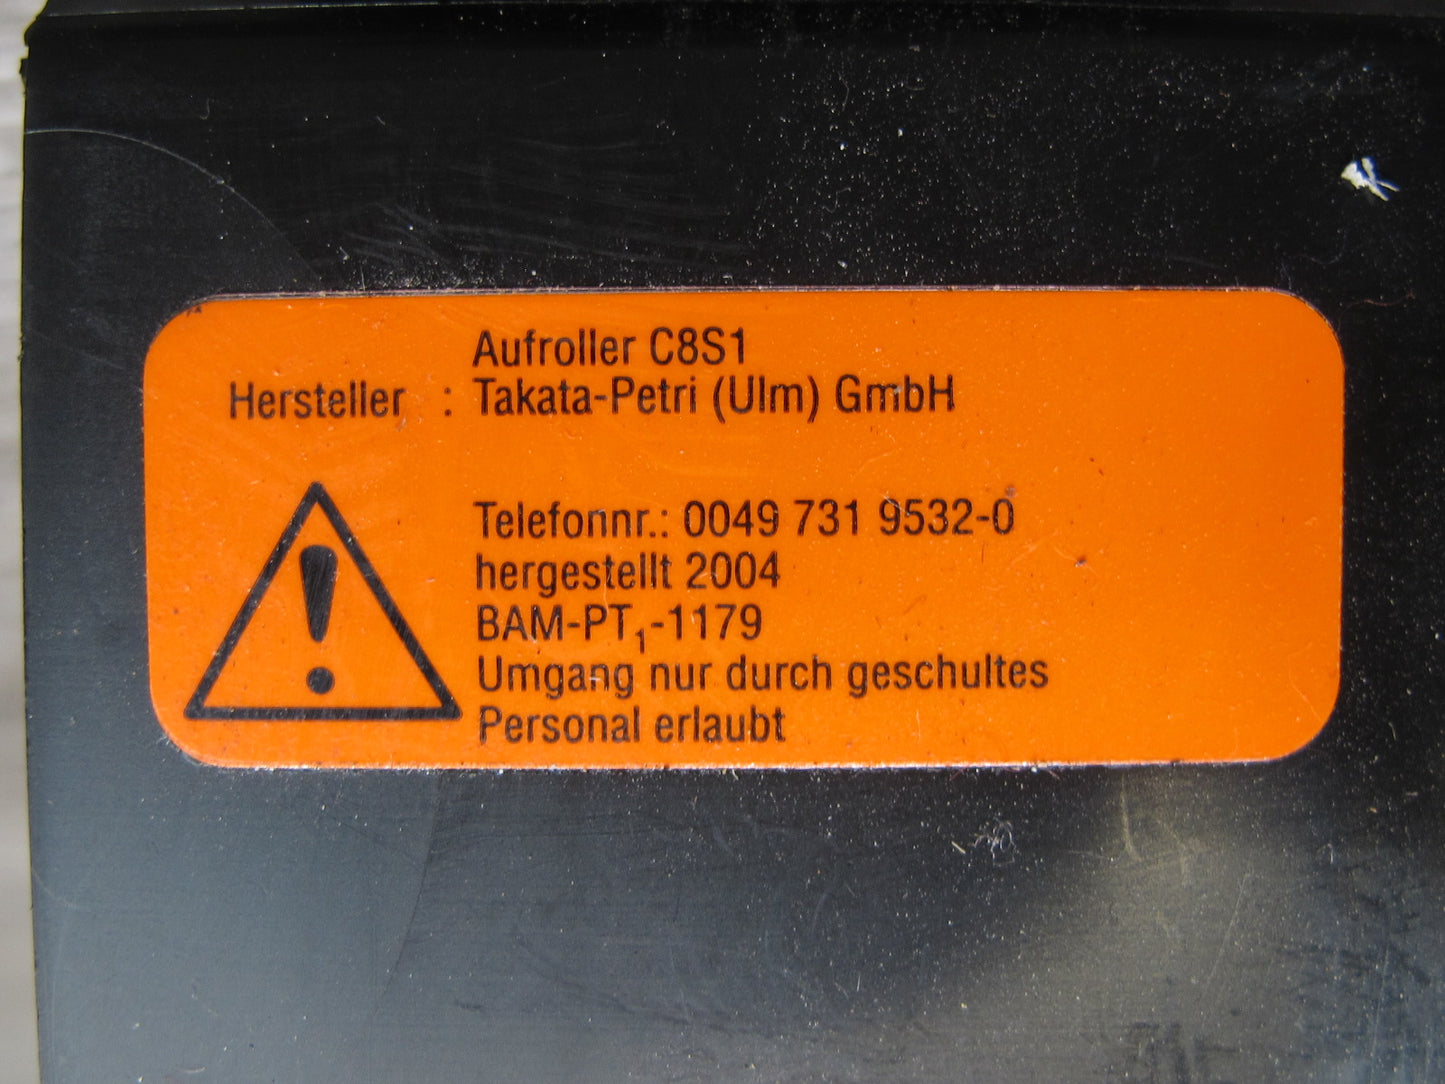 Aufroller C8S1
Hersteller : Takata-Petri (Ulm) GmbH
Telefonnr.: 0049 731 9532-0
hergestellt 2004
BAM-PT₁-1179
Umgang nur durch geschultes
Personal erlaubt